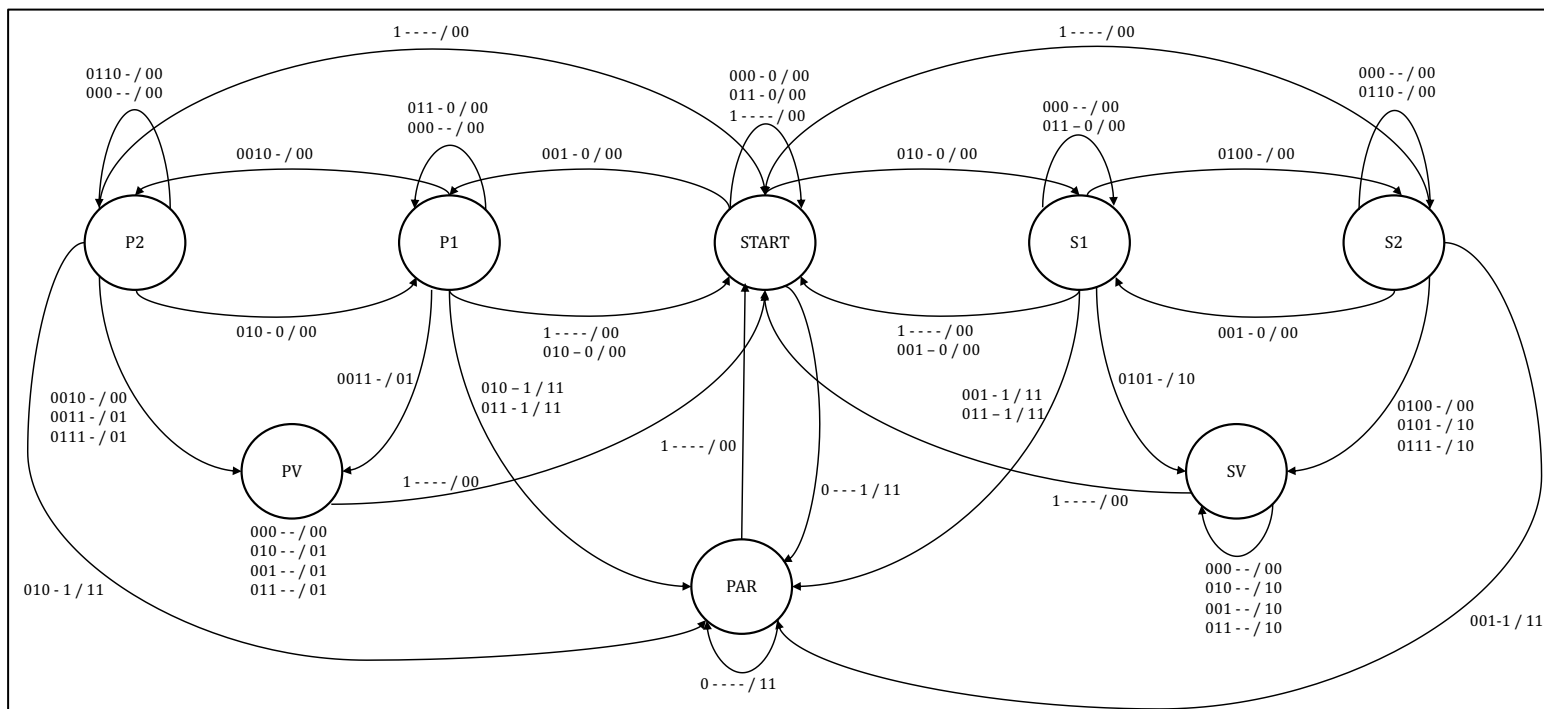 1 - - - - / 00
1 - - - - / 00
0110 - / 00
000 - - / 00
011 - 0 / 00
000 - - / 00
000 - 0 / 00
011 - 0 / 00
1 - - - - / 00
000 - - / 00
011 – 0 / 00
000 - - / 00
0110 - / 00
0010 - / 00
001 - 0 / 00
010 - 0 / 00
0100 - / 00
P2
P1
START
S1
S2
010 - 0 / 00
1 - - - - / 00
010 – 0 / 00
1 - - - - / 00
001 – 0 / 00
001 - 0 / 00
0010 - / 00
0011 - / 01
0111 - / 01
0011 - / 01
010 – 1 / 11
011 - 1 / 11
001 - 1 / 11
011 – 1 / 11
0101 - / 10
0100 - / 00
0101 - / 10
0111 - / 10
1 - - - - / 00
PV
SV
1 - - - - / 00
0 - - - 1 / 11
1 - - - - / 00
000 - - / 00
010 - - / 01
001 - - / 01
011 - - / 01
PAR
000 - - / 00
010 - - / 10
001 - - / 10
011 - - / 10
010 - 1 / 11
001-1 / 11
0 - - - - / 11